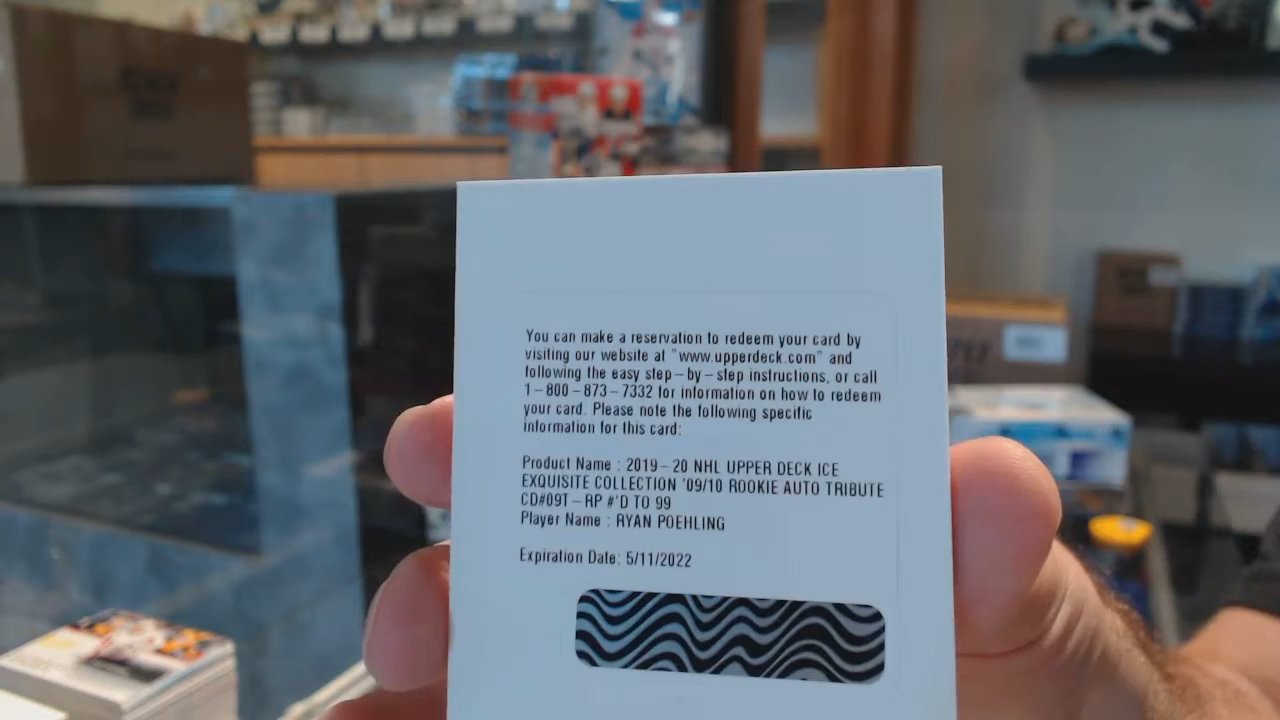 You can make a reservation to redeem your card by
visiting our website at "www.upperdeck.com" and
following the easy step-by-step instructions, or call
1-800-873-7332 for information on how to redeem
your card. Please note the following specific
information for this card:
Product Name : 2019-20 NHL UPPER DECK ICE
EXQUISITE COLLECTION '09/10 ROOKIE AUTO TRIBUTE
CD#09T-RP #'D TO 99
Player Name : RYAN POEHLING
Expiration Date: 5/11/2022